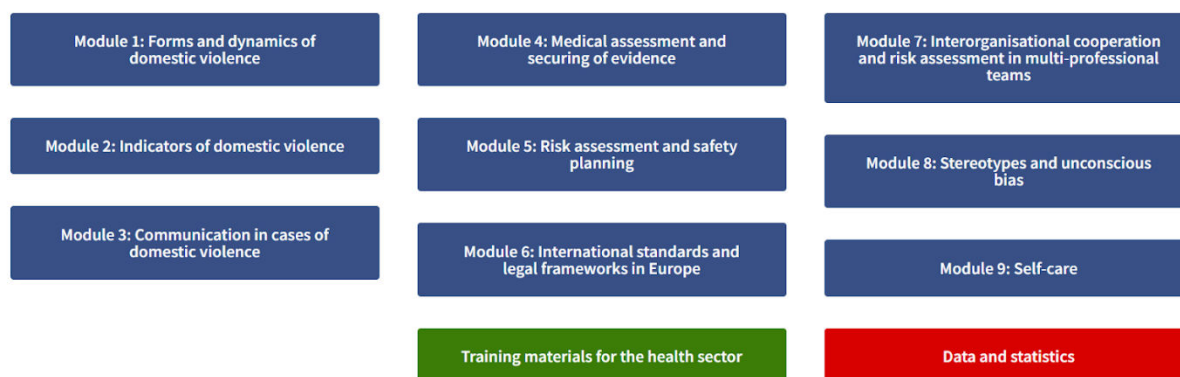 Module 1: Forms and dynamics of
domestic violence
Module 2: Indicators of domestic violence
Module 3: Communication in cases of
domestic violence
Module 4: Medical assessment and
securing of evidence
Module 5: Risk assessment and safety
planning
Module 6: International standards and
legal frameworks in Europe
Training materials for the health sector
Module 7: Interorganisational cooperation
and risk assessment in multi-professional
teams
Module 8: Stereotypes and unconscious
bias
Module 9: Self-care
Data and statistics